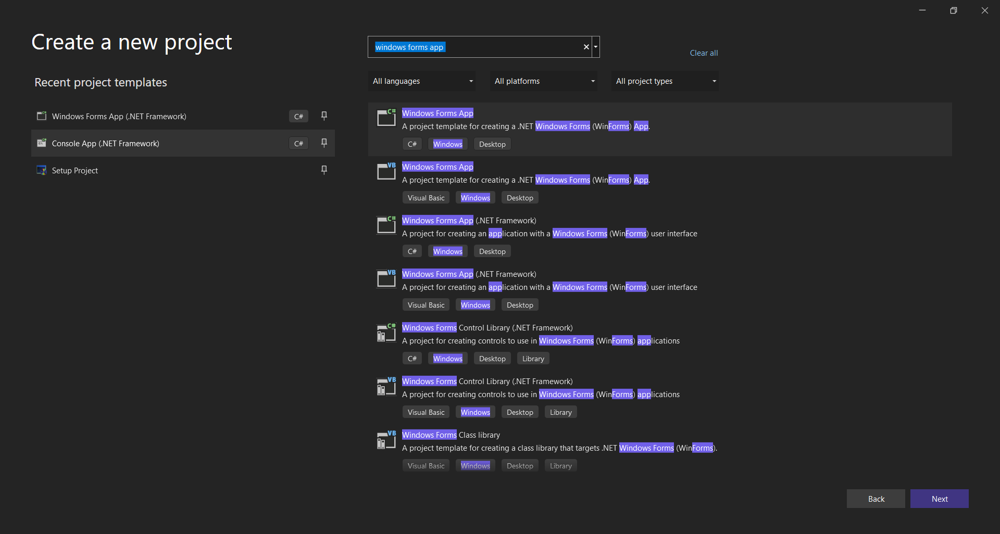 Create a new project
Recent project templates
Windows Forms App (.NET Framework) C#
Console App (.NET Framework) C#
Setup Project
windows forms app
Clear all
All languages All platforms All project types
C# Windows Forms App
A project template for creating a .NET Windows Forms (WinForms) App.
C# Windows Desktop
VB Windows Forms App
A project template for creating a .NET Windows Forms (WinForms) App.
Visual Basic Windows Desktop
C# Windows Forms App (.NET Framework)
A project for creating an application with a Windows Forms (WinForms) user interface
C# Windows Desktop
VB Windows Forms App (.NET Framework)
A project for creating an application with a Windows Forms (WinForms) user interface
Visual Basic Windows Desktop
C# Windows Forms Control Library (.NET Framework)
A project for creating controls to use in Windows Forms (WinForms) applications
C# Windows Desktop Library
VB Windows Forms Control Library (.NET Framework)
A project for creating controls to use in Windows Forms (WinForms) applications
Visual Basic Windows Desktop Library
VB Windows Forms Class library
A project template for creating a class library that targets .NET Windows Forms (WinForms).
Visual Basic Windows Desktop Library
Back Next